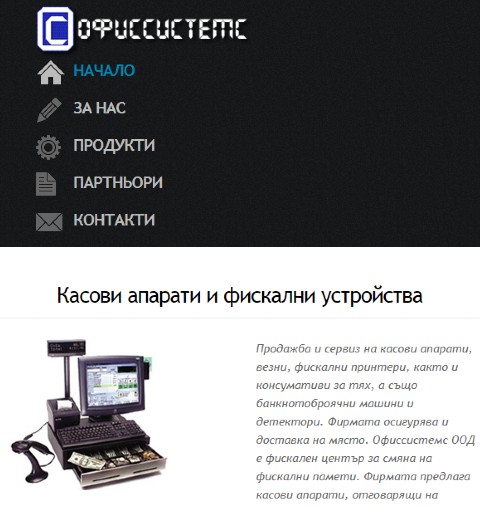 ОФИССИСТЕМС
НАЧАЛО
ЗА НАС
ПРОДУКТИ
ПАРТНЬОРИ
КОНТАКТИ
Касови апарати и фискални устройства
Продажба и сервиз на касови апарати,
везни, фискални принтери, както и
консумативи за тях, а също
банкнотоброячни машини и
детектори. Фирмата осигурява и
доставка на място. Офиссистемс ООД
е фискален център за смяна на
фискални памети. Фирмата предлага
касови апарати, отговарящи на